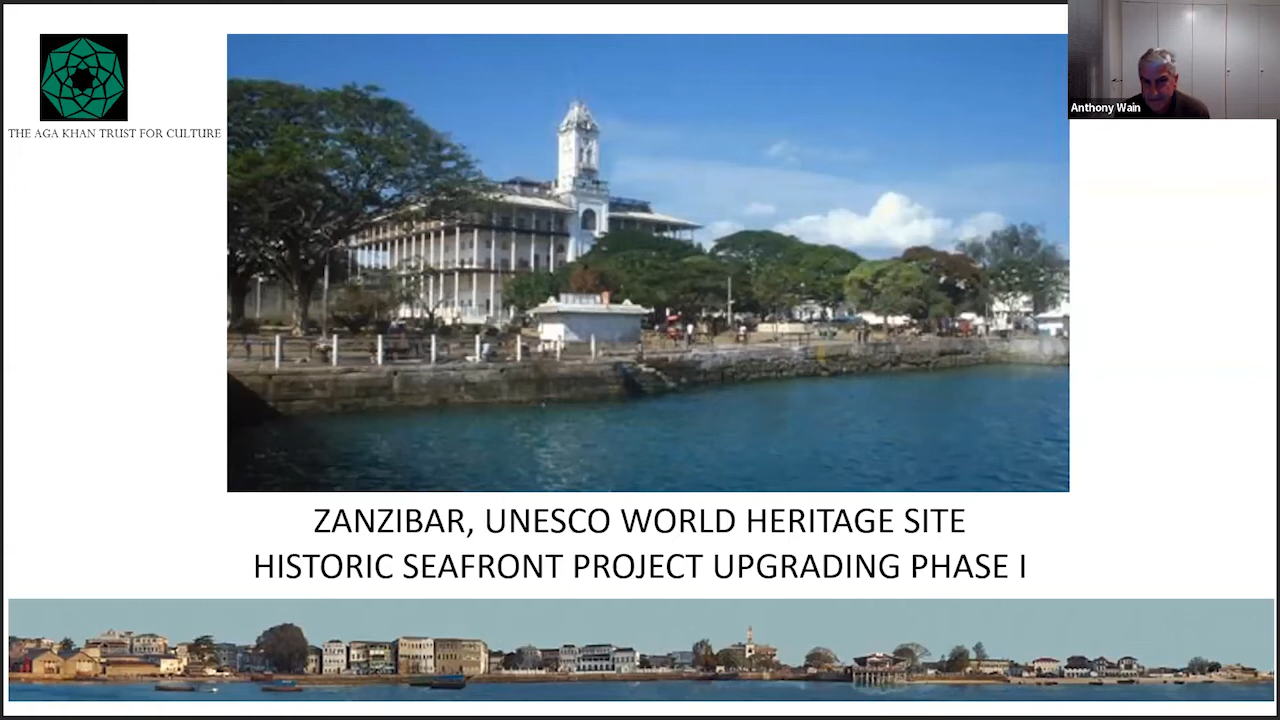 THE AGA KHAN TRUST FOR CULTURE
Anthony Wain
ZANZIBAR, UNESCO WORLD HERITAGE SITE
HISTORIC SEAFRONT PROJECT UPGRADING PHASE I